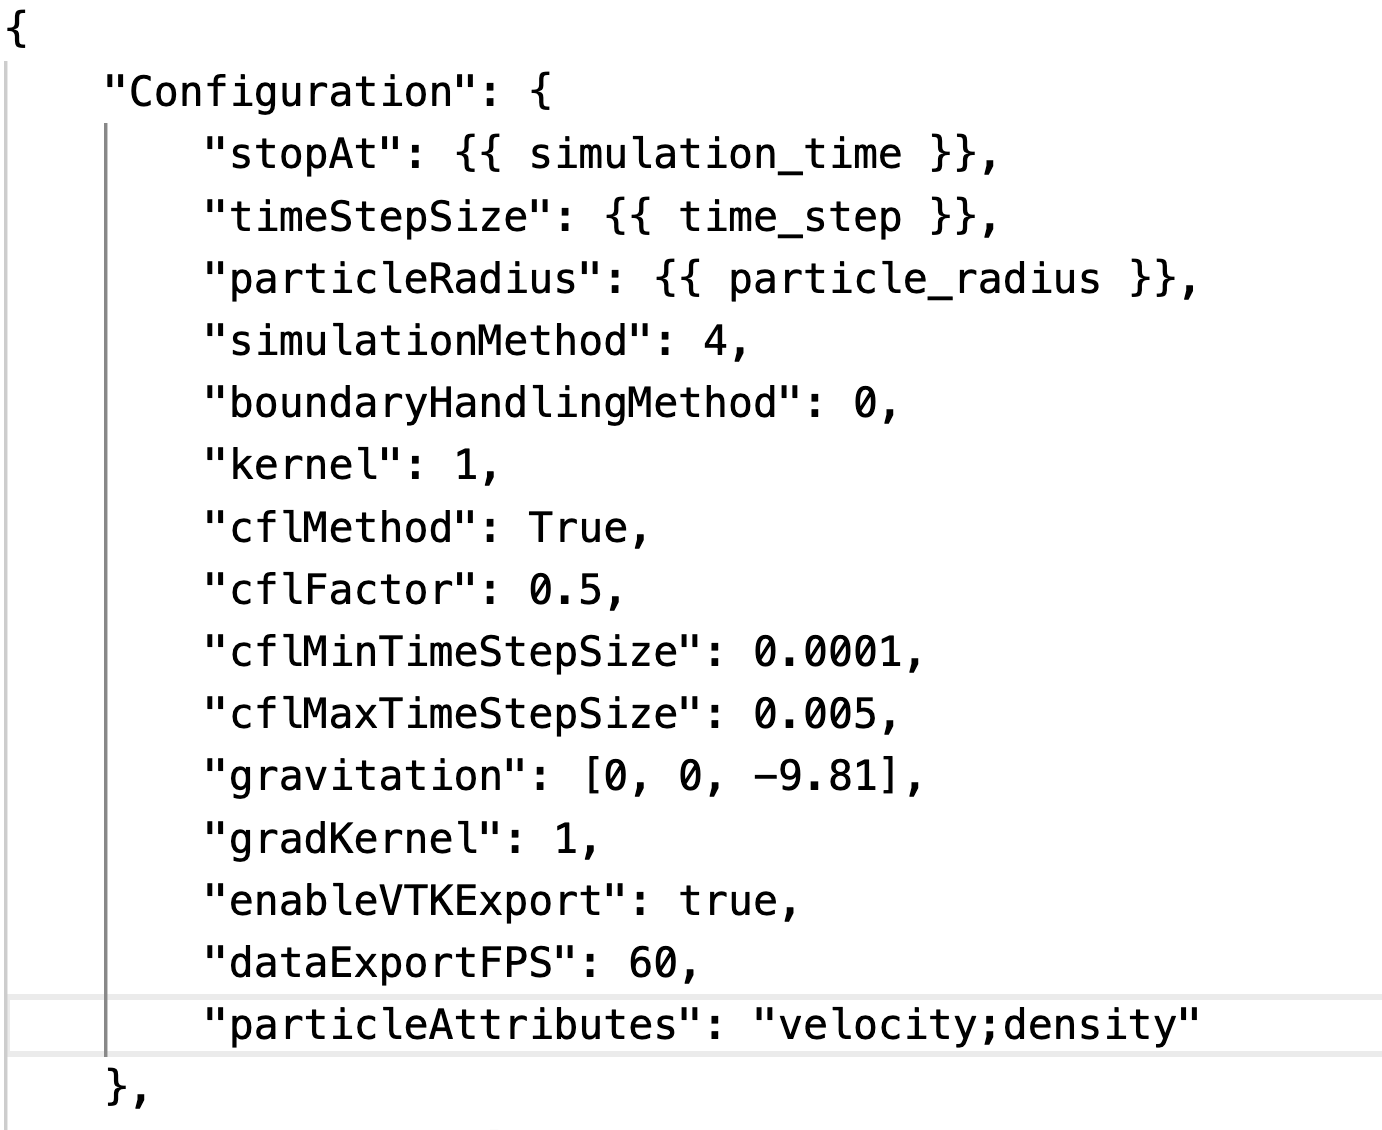 {
    "Configuration": {
        "stopAt": {{ simulation_time }},
        "timeStepSize": {{ time_step }},
        "particleRadius": {{ particle_radius }},
        "simulationMethod": 4,
        "boundaryHandlingMethod": 0,
        "kernel": 1,
        "cflMethod": True,
        "cflFactor": 0.5,
        "cflMinTimeStepSize": 0.0001,
        "cflMaxTimeStepSize": 0.005,
        "gravitation": [0, 0, -9.81],
        "gradKernel": 1,
        "enableVTKExport": true,
        "dataExportFPS": 60,
        "particleAttributes": "velocity;density"
    },